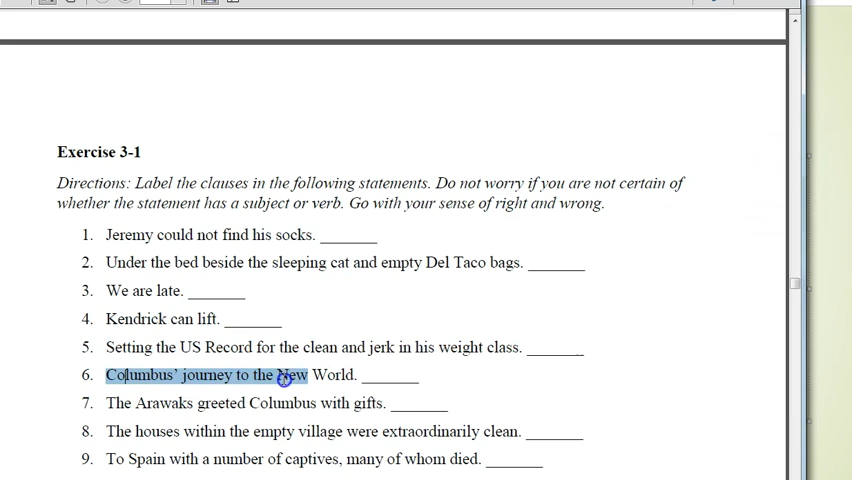 Exercise 3-1
Directions: Label the clauses in the following statements. Do not worry if you are not certain of
whether the statement has a subject or verb. Go with your sense of right and wrong.
1. Jeremy could not find his socks. _______
2. Under the bed beside the sleeping cat and empty Del Taco bags. _______
3. We are late. _______
4. Kendrick can lift. _______
5. Setting the US Record for the clean and jerk in his weight class. _______
6. Columbus’ journey to the New World. _______
7. The Arawaks greeted Columbus with gifts. _______
8. The houses within the empty village were extraordinarily clean. _______
9. To Spain with a number of captives, many of whom died. _______